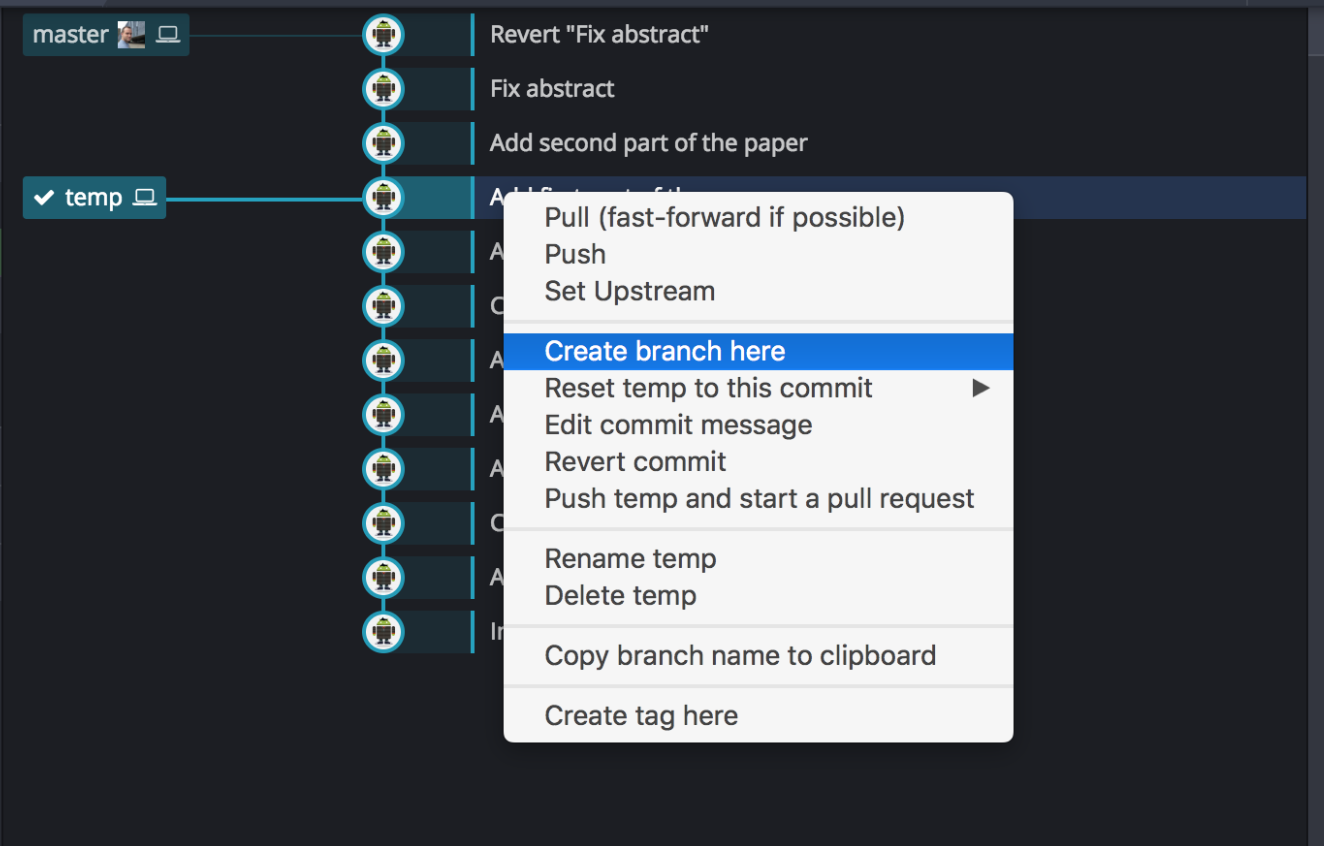 master
Revert "Fix abstract"
Fix abstract
Add second part of the paper
temp
Pull (fast-forward if possible)
Push
Set Upstream
Create branch here
Reset temp to this commit
Edit commit message
Revert commit
Push temp and start a pull request
Rename temp
Delete temp
Copy branch name to clipboard
Create tag here